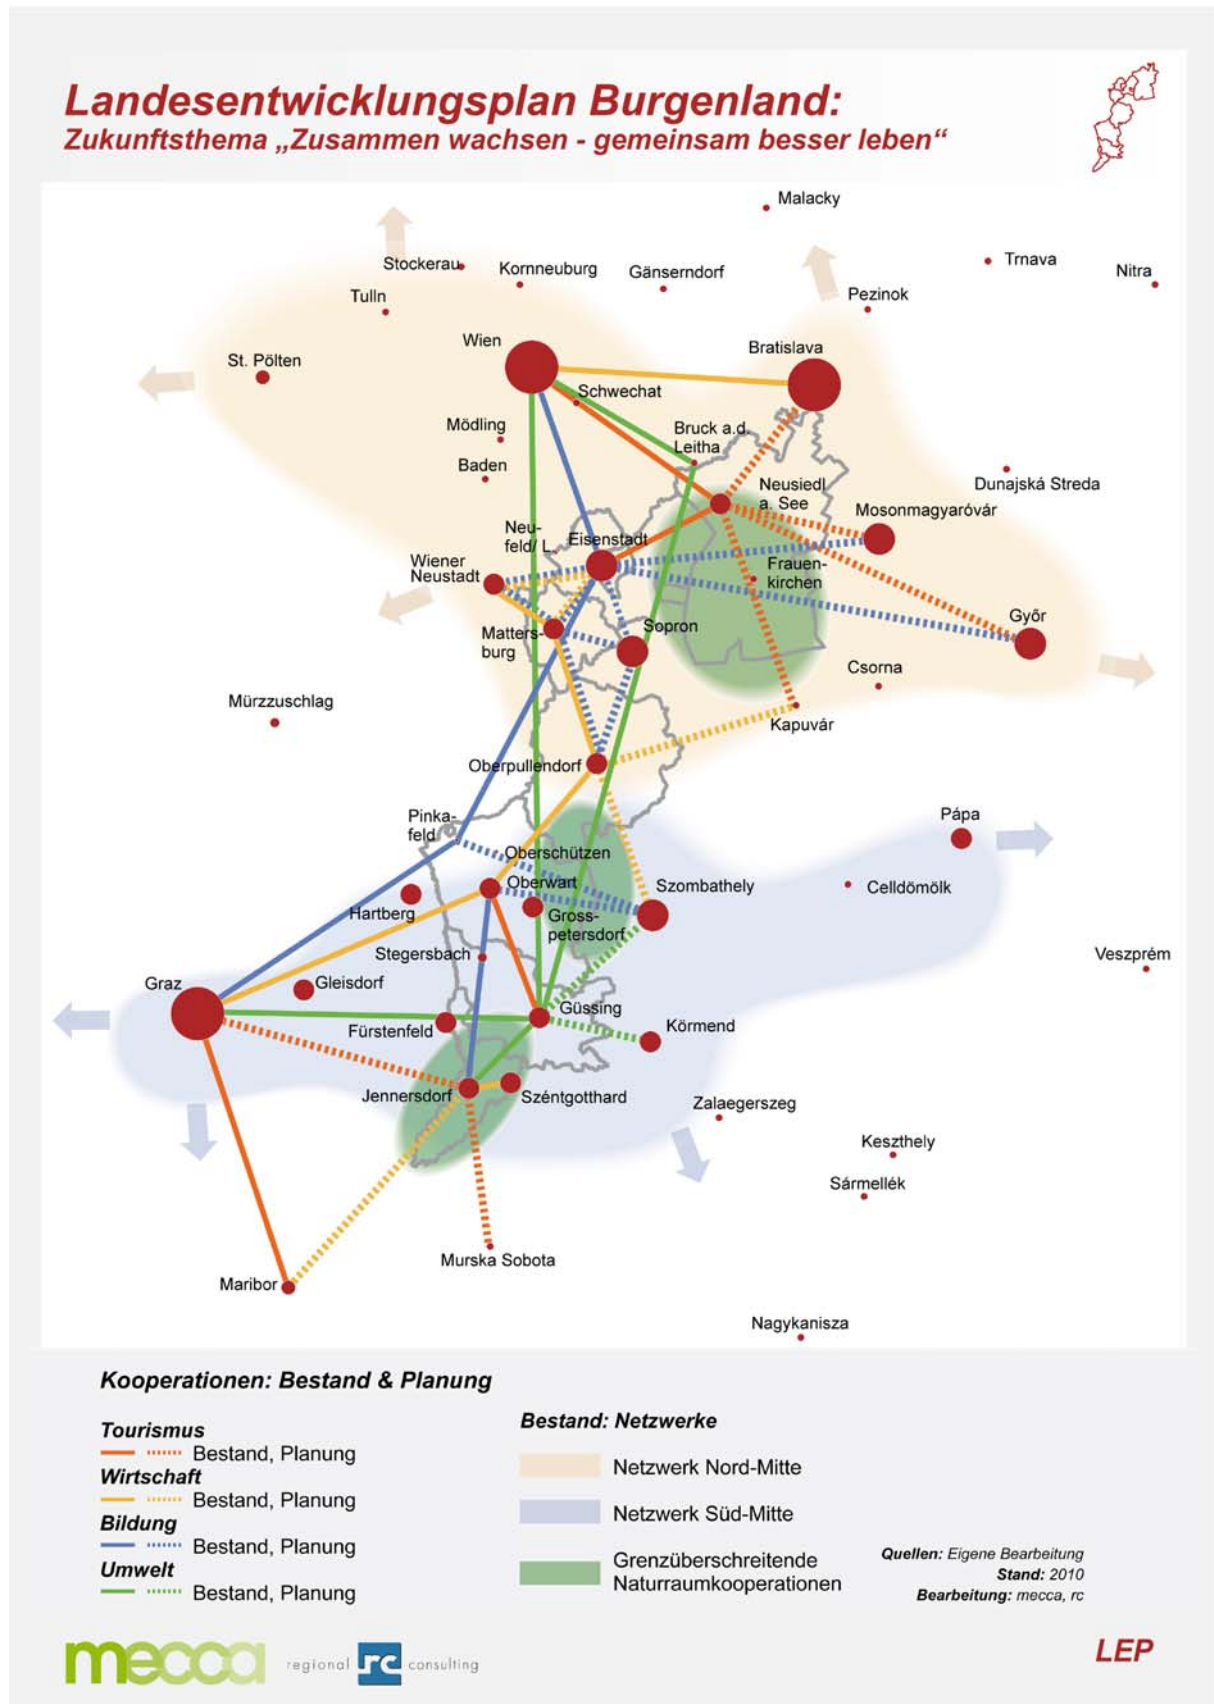 Landesentwicklungsplan Burgenland:
Zukunftsthema „Zusammen wachsen - gemeinsam besser leben“
Malacky
Stockerau
Kornneuburg
Gänserndorf
Trnava
Nitra
Tulln
Pezinok
Wien
Bratislava
St. Pölten
Schwechat
Mödling
Bruck a.d.
Leitha
Baden
Neusiedl
a. See
Dunajská Streda
Mosonmagyaróvár
Neu-
feld/ L.
Eisenstadt
Wiener
Neustadt
Frauen-
kirchen
Győr
Matters-
burg
Sopron
Csorna
Mürzzuschlag
Kapuvár
Oberpullendorf
Pinka-
feld
Pápa
Oberschützen
Oberwart
Szombathely
Celldömölk
Hartberg
Gross-
petersdorf
Stegersbach
Veszprém
Graz
Gleisdorf
Güssing
Fürstenfeld
Körmend
Jennersdorf
Széntgotthard
Zalaegerszeg
Keszthely
Sármellék
Murska Sobota
Maribor
Nagykanisza
Kooperationen: Bestand & Planung
Tourismus
Bestand, Planung
Wirtschaft
Bestand, Planung
Bildung
Bestand, Planung
Umwelt
Bestand, Planung
Bestand: Netzwerke
Netzwerk Nord-Mitte
Netzwerk Süd-Mitte
Grenzüberschreitende
Naturraumkooperationen
Quellen: Eigene Bearbeitung
Stand: 2010
Bearbeitung: mecca, rc
mecca
regional rc consulting
LEP